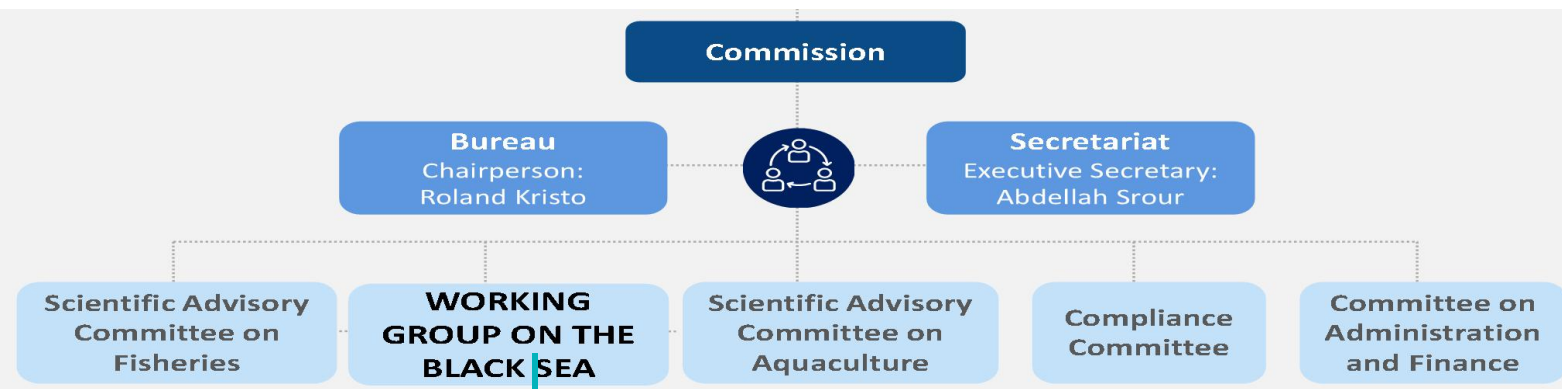 Commission
Bureau
Chairperson:
Roland Kristo
Secretariat
Executive Secretary:
Abdellah Srour
Scientific Advisory
Committee on
Fisheries
WORKING
GROUP ON THE
BLACK SEA
Scientific Advisory
Committee on
Aquaculture
Compliance
Committee
Committee on
Administration
and Finance